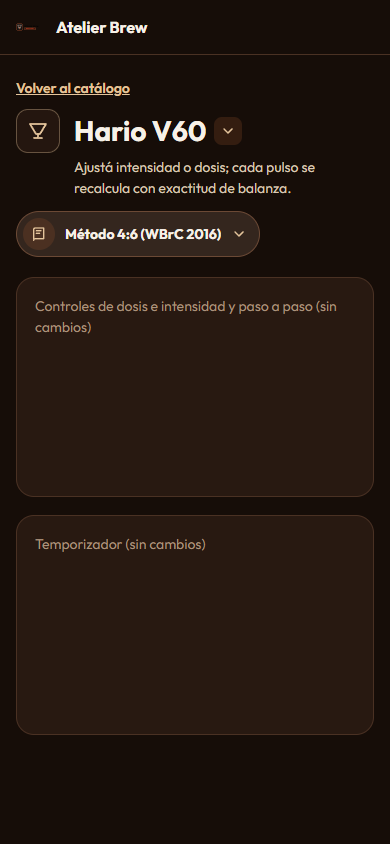 Atelier Brew
Volver al catálogo
Hario V60
Ajustá intensidad o dosis; cada pulso se
recalcula con exactitud de balanza.
Método 4:6 (WBrC 2016)
Controles de dosis e intensidad y paso a paso (sin
cambios)
Temporizador (sin cambios)